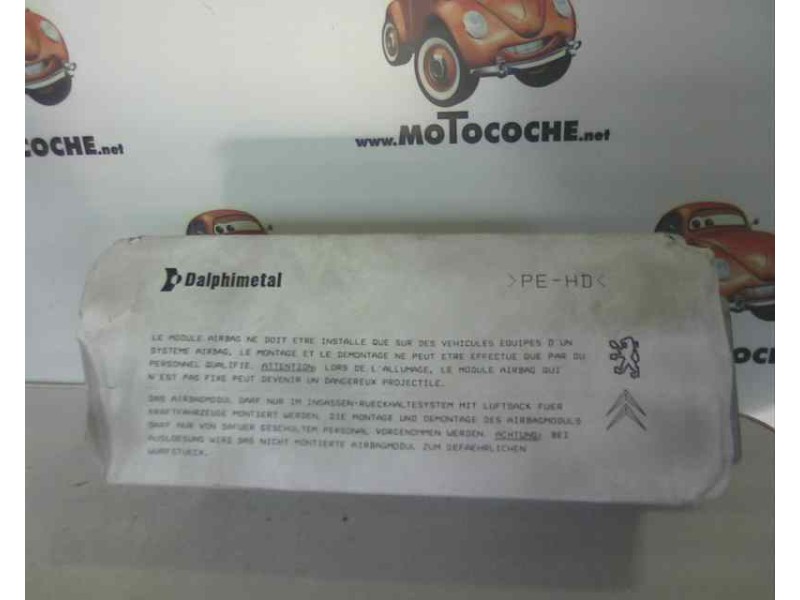 www.MOTOCOCHE.net
COCHE.net
Dalphimetal
>PE-HD<
LE MODULE AIRBAG NE DOIT ETRE INSTALLE QUE SUR DES VEHICULES EQUIPES D'UN
SYSTEME AIRBAG, LE MONTAGE ET LE DEMONTAGE NE PEUT ETRE EFFECTUE QUE PAR DU
PERSONNEL QUALIFIE. ATTENTION: LORS DE L'ALLUMAGE, LE MODULE AIRBAG QUI
N'EST PAS FIXE PEUT DEVENIR UN DANGEREUX PROJECTILE.
DAS AIRBAGMODUL DARF NUR IM INSASSEN-RUECKHALTESYSTEM MIT LUFTSACK FUER
KRAFTFAHRZEUGE MONTIERT WERDEN. DIE MONTAGE UND DEMONTAGE DES AIRBAGMODULS
DARF NUR VON DAFUER GESCHULTEM PERSONAL VORGENOMMEN WERDEN. ACHTUNG: BEI
AUSLOESUNG WIRD DAS NICHT MONTIERTE AIRBAGMODUL ZUM GEFAEHRLICHEN
WURFSTUECK.